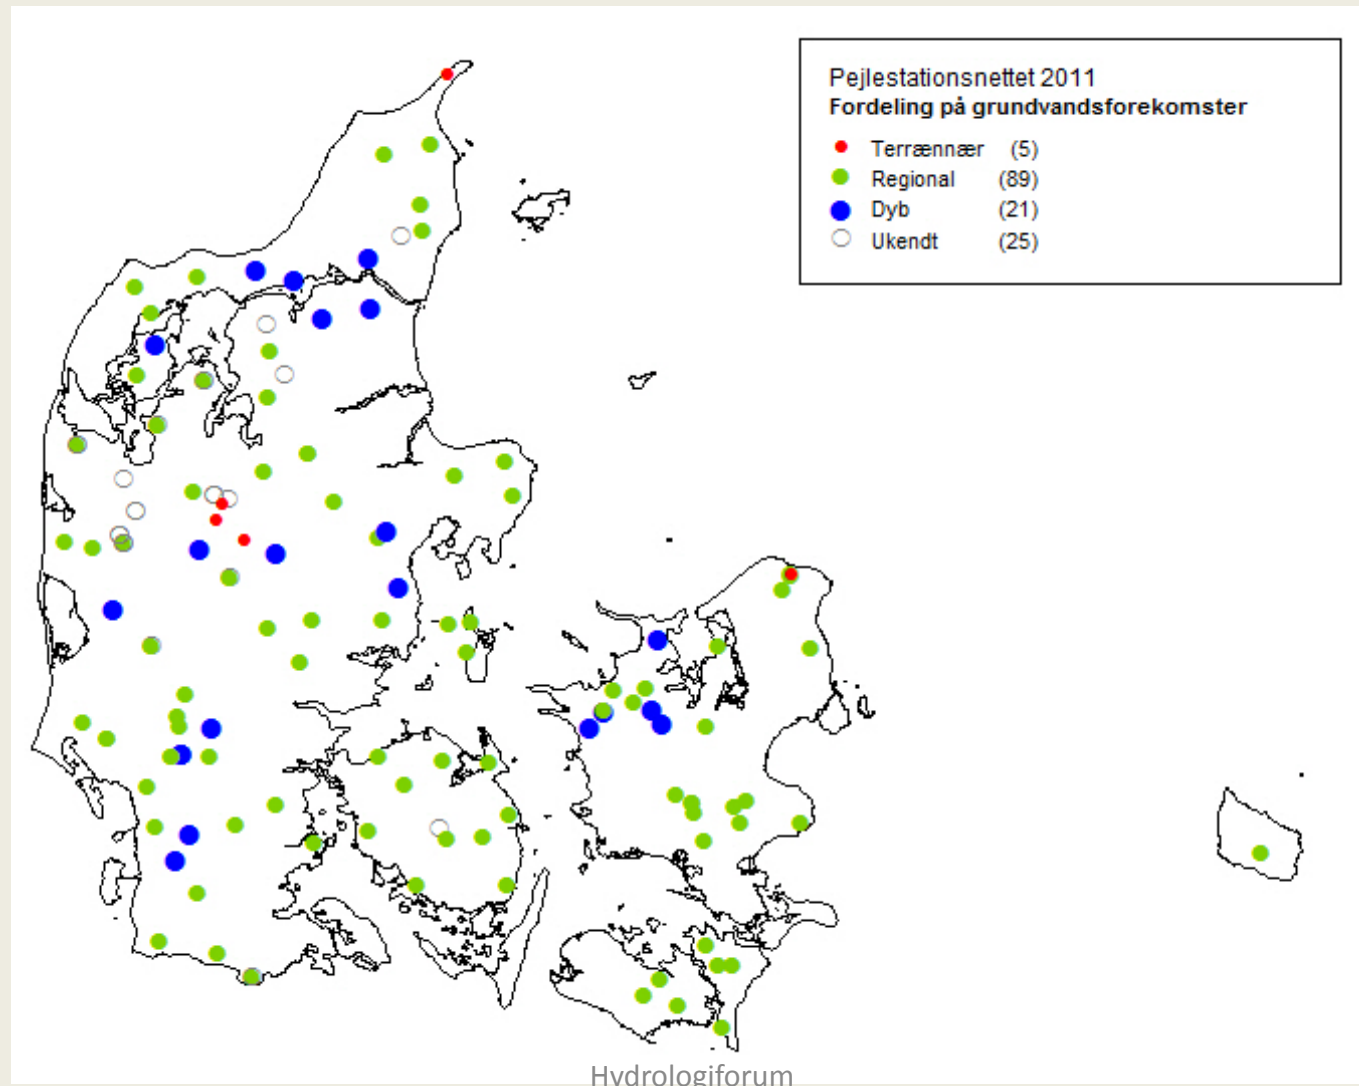 Pejlestationsnettet 2011
Fordeling på grundvandsforekomster
Terrænnær (5)
Regional (89)
Dyb (21)
Ukendt (25)
Hydrologiforum